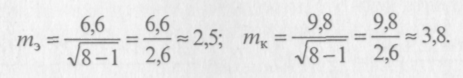 mэ = 6,6/√(8−1) = 6,6/2,6 ≈ 2,5; mк = 9,8/√(8−1) = 9,8/2,6 ≈ 3,8.